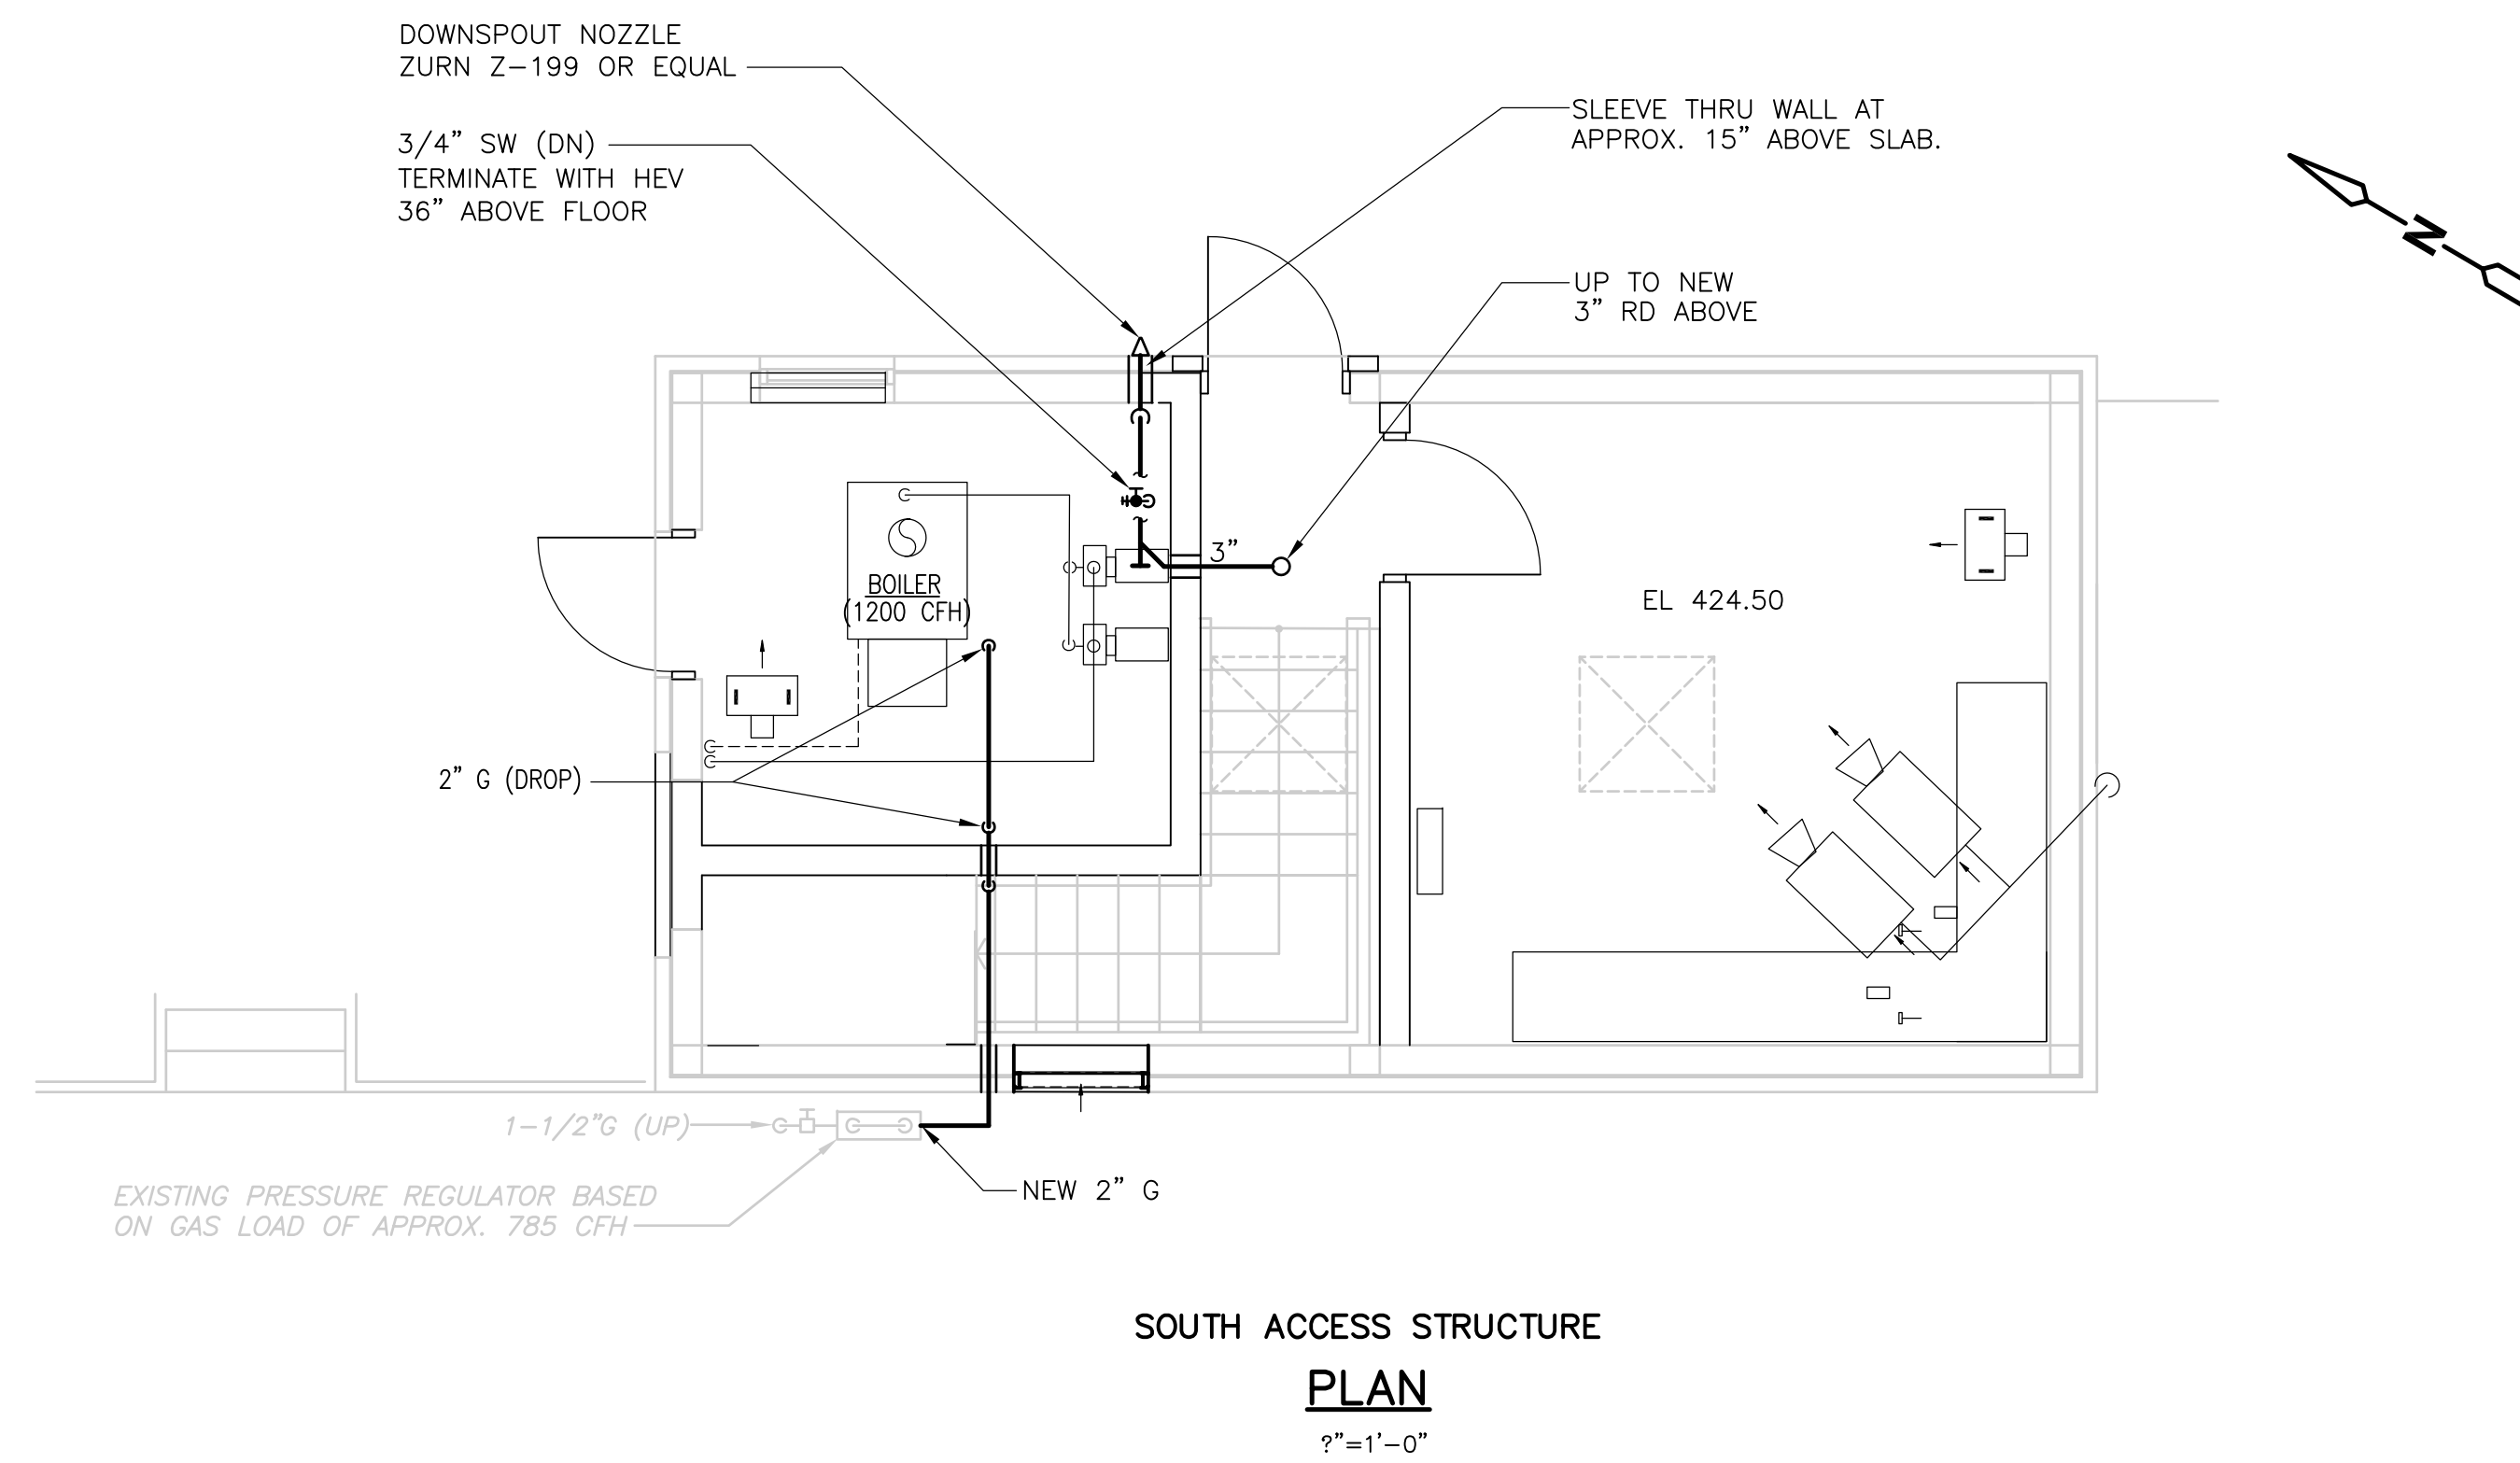 DOWNSPOUT NOZZLE
ZURN Z-199 OR EQUAL
3/4" SW (DN)
TERMINATE WITH HEV
36" ABOVE FLOOR
SLEEVE THRU WALL AT
APPROX. 15" ABOVE SLAB.
UP TO NEW
3" RD ABOVE
N
3"
BOILER
(1200 CFH)
EL 424.50
2" G (DROP)
1-1/2"G (UP)
EXISTING PRESSURE REGULATOR BASED
ON GAS LOAD OF APPROX. 785 CFH
NEW 2" G
SOUTH ACCESS STRUCTURE
PLAN
?"=1'-0"